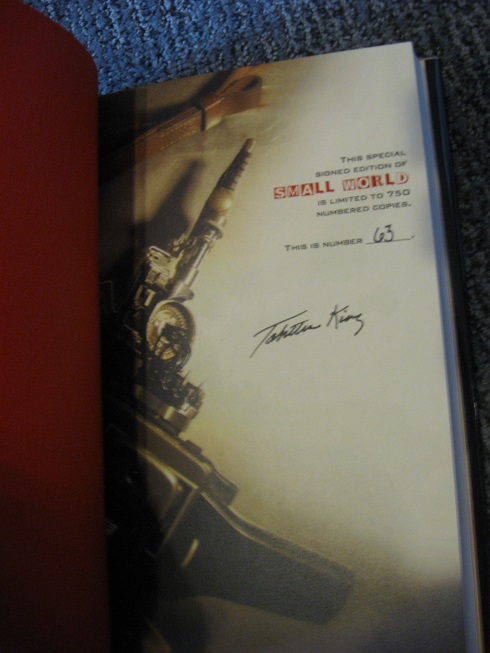 THIS SPECIAL
SIGNED EDITION OF
SMALL WORLD
IS LIMITED TO 750
NUMBERED COPIES.
THIS IS NUMBER 63.
Tabitha King